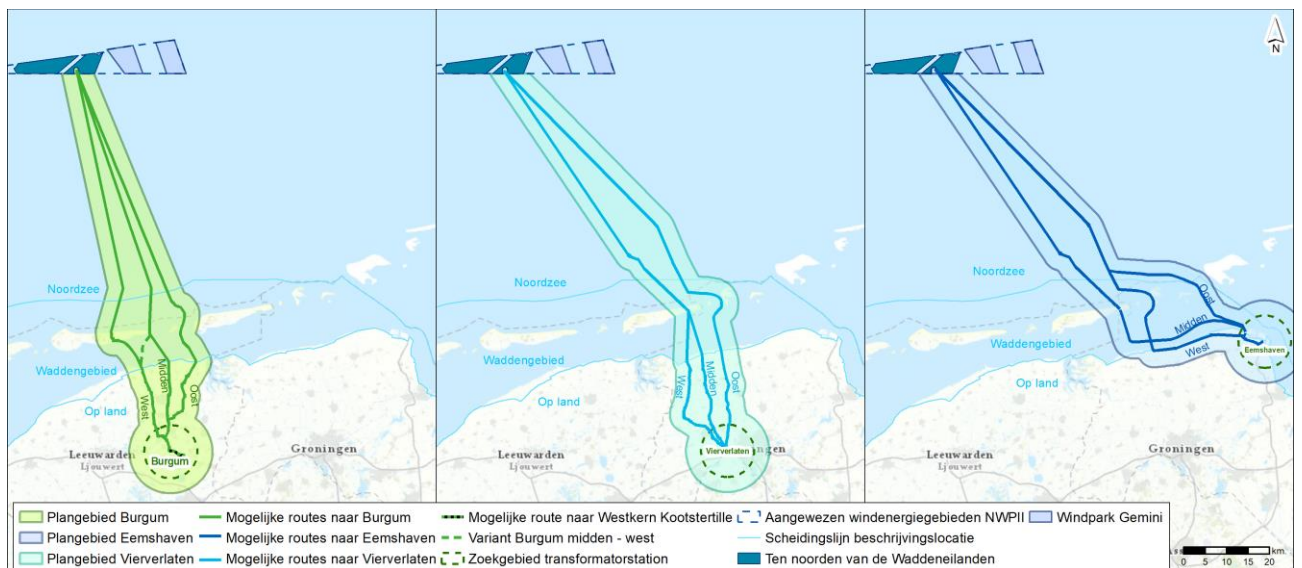 N
Noordzee
Waddengebied
Op land
West
Midden
Oost
Burgum
Leeuwarden
Ljouwert
Groningen
Noordzee
Waddengebied
Op land
West
Midden
Oost
Vierverlaten
Leeuwarden
Ljouwert
Noordzee
Waddengebied
Op land
Oost
Midden
West
Eemshaven
Leeuwarden
Ljouwert
Groningen
Plangebied Burgum
Plangebied Eemshaven
Plangebied Vierverlaten
Mogelijke routes naar Burgum
Mogelijke routes naar Eemshaven
Mogelijke routes naar Vierverlaten
Mogelijke route naar Westkern Kootstertille
Variant Burgum midden - west
Zoekgebied transformatorstation
Aangewezen windenergiegebieden NWPII
Scheidingslijn beschrijvingslocatie
Ten noorden van de Waddeneilanden
Windpark Gemini
0 5 10 15 20
km